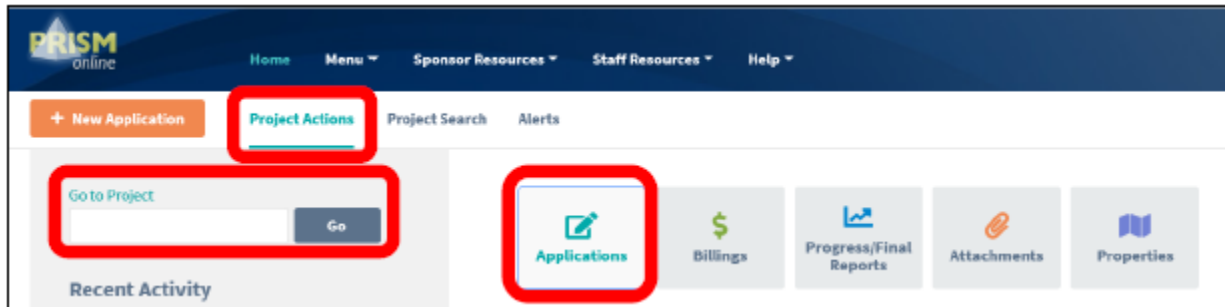 PRISM
online
Home Menu Sponsor Resources Staff Resources Help
+ New Application Project Actions Project Search Alerts
Go to Project
Go
Applications
$
Billings
Progress/Final
Reports
Attachments
Properties
Recent Activity